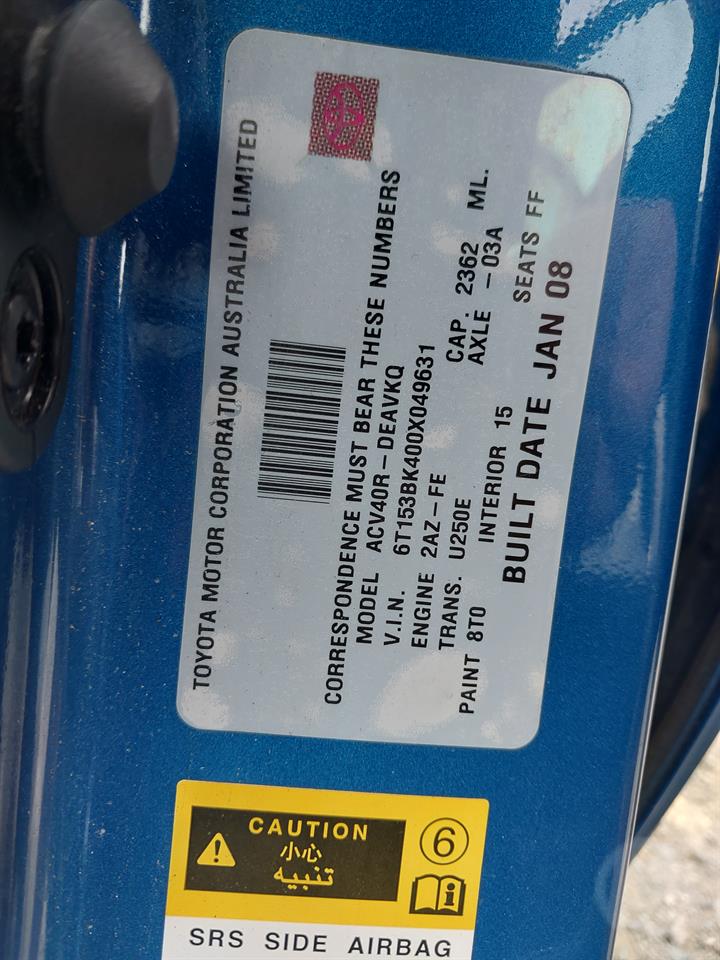 TOYOTA MOTOR CORPORATION AUSTRALIA LIMITED
CORRESPONDENCE MUST BEAR THESE NUMBERS
MODEL ACV40R-DEAVKQ
V.I.N. 6T153BK400X049631
ENGINE 2AZ-FE CAP. 2362 ML.
TRANS. U250E AXLE -03A
PAINT 8T0 INTERIOR 15 SEATS FF
BUILT DATE JAN 08
CAUTION
小心
تنبيه
6
i
SRS SIDE AIRBAG